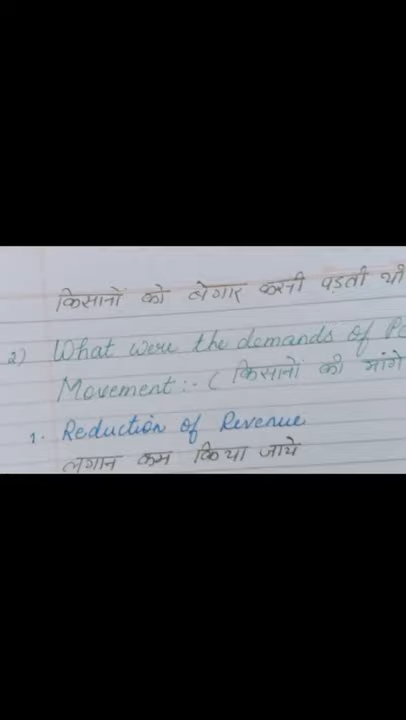 किसानों को बेगार करनी पड़ती थी
2) What were the demands of
Movement :- ( किसानों की मांगे
1. Reduction of Revenue
लगान कम किया जाये